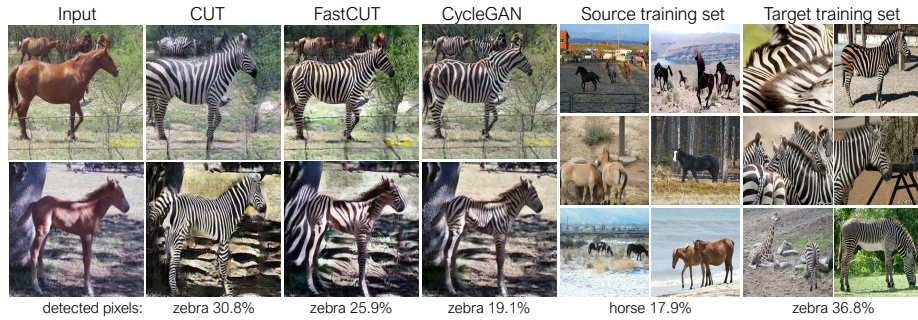 Input CUT FastCUT CycleGAN Source training set Target training set
detected pixels: zebra 30.8% zebra 25.9% zebra 19.1% horse 17.9% zebra 36.8%